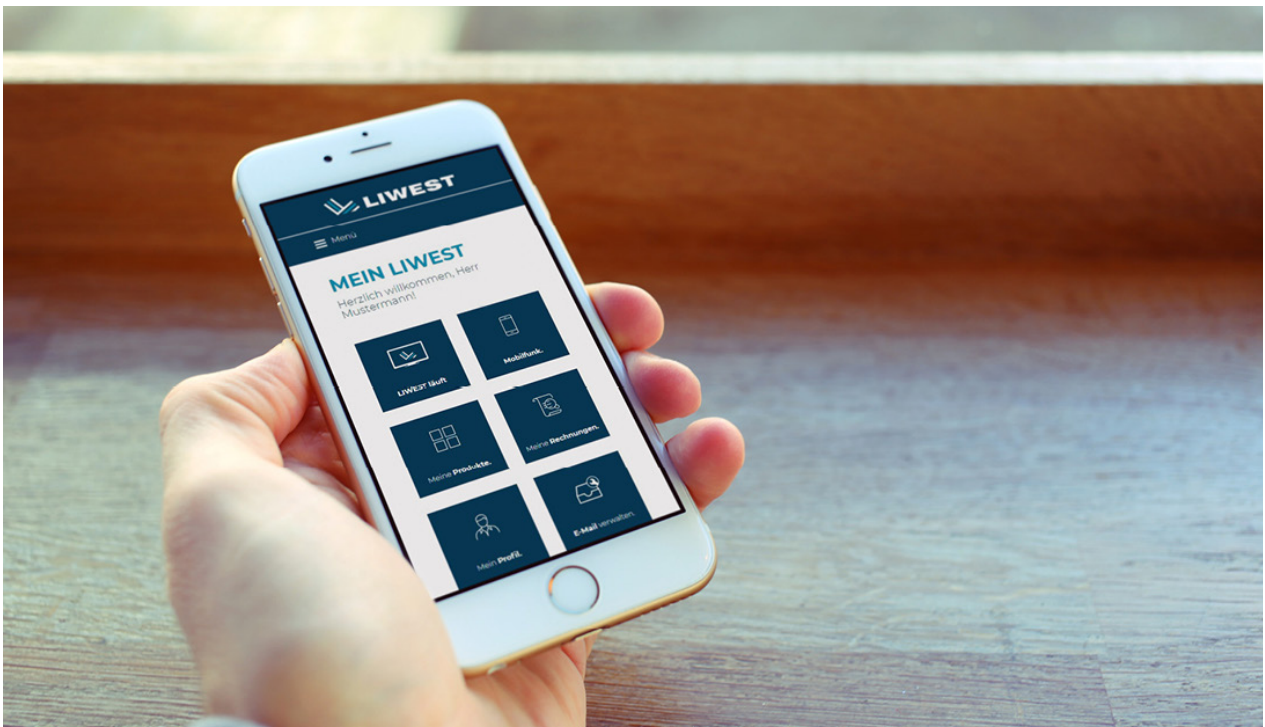 LIWEST
Menü
MEIN LIWEST
Herzlich willkommen, Herr
Mustermann!
LIWEST läuft
Mobilfunk.
Meine Produkte.
Meine Rechnungen.
Mein Profil.
E-Mail verwalten.